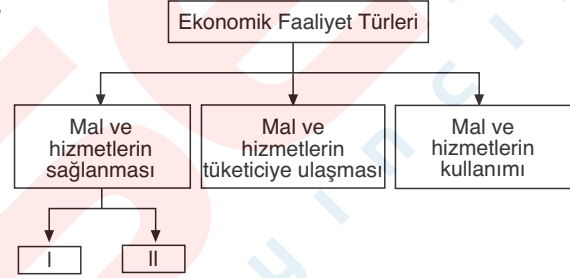 Ekonomik Faaliyet Türleri
Mal ve
hizmetlerin
sağlanması
Mal ve
hizmetlerin
tüketiciye ulaşması
Mal ve
hizmetlerin
kullanımı
I
II